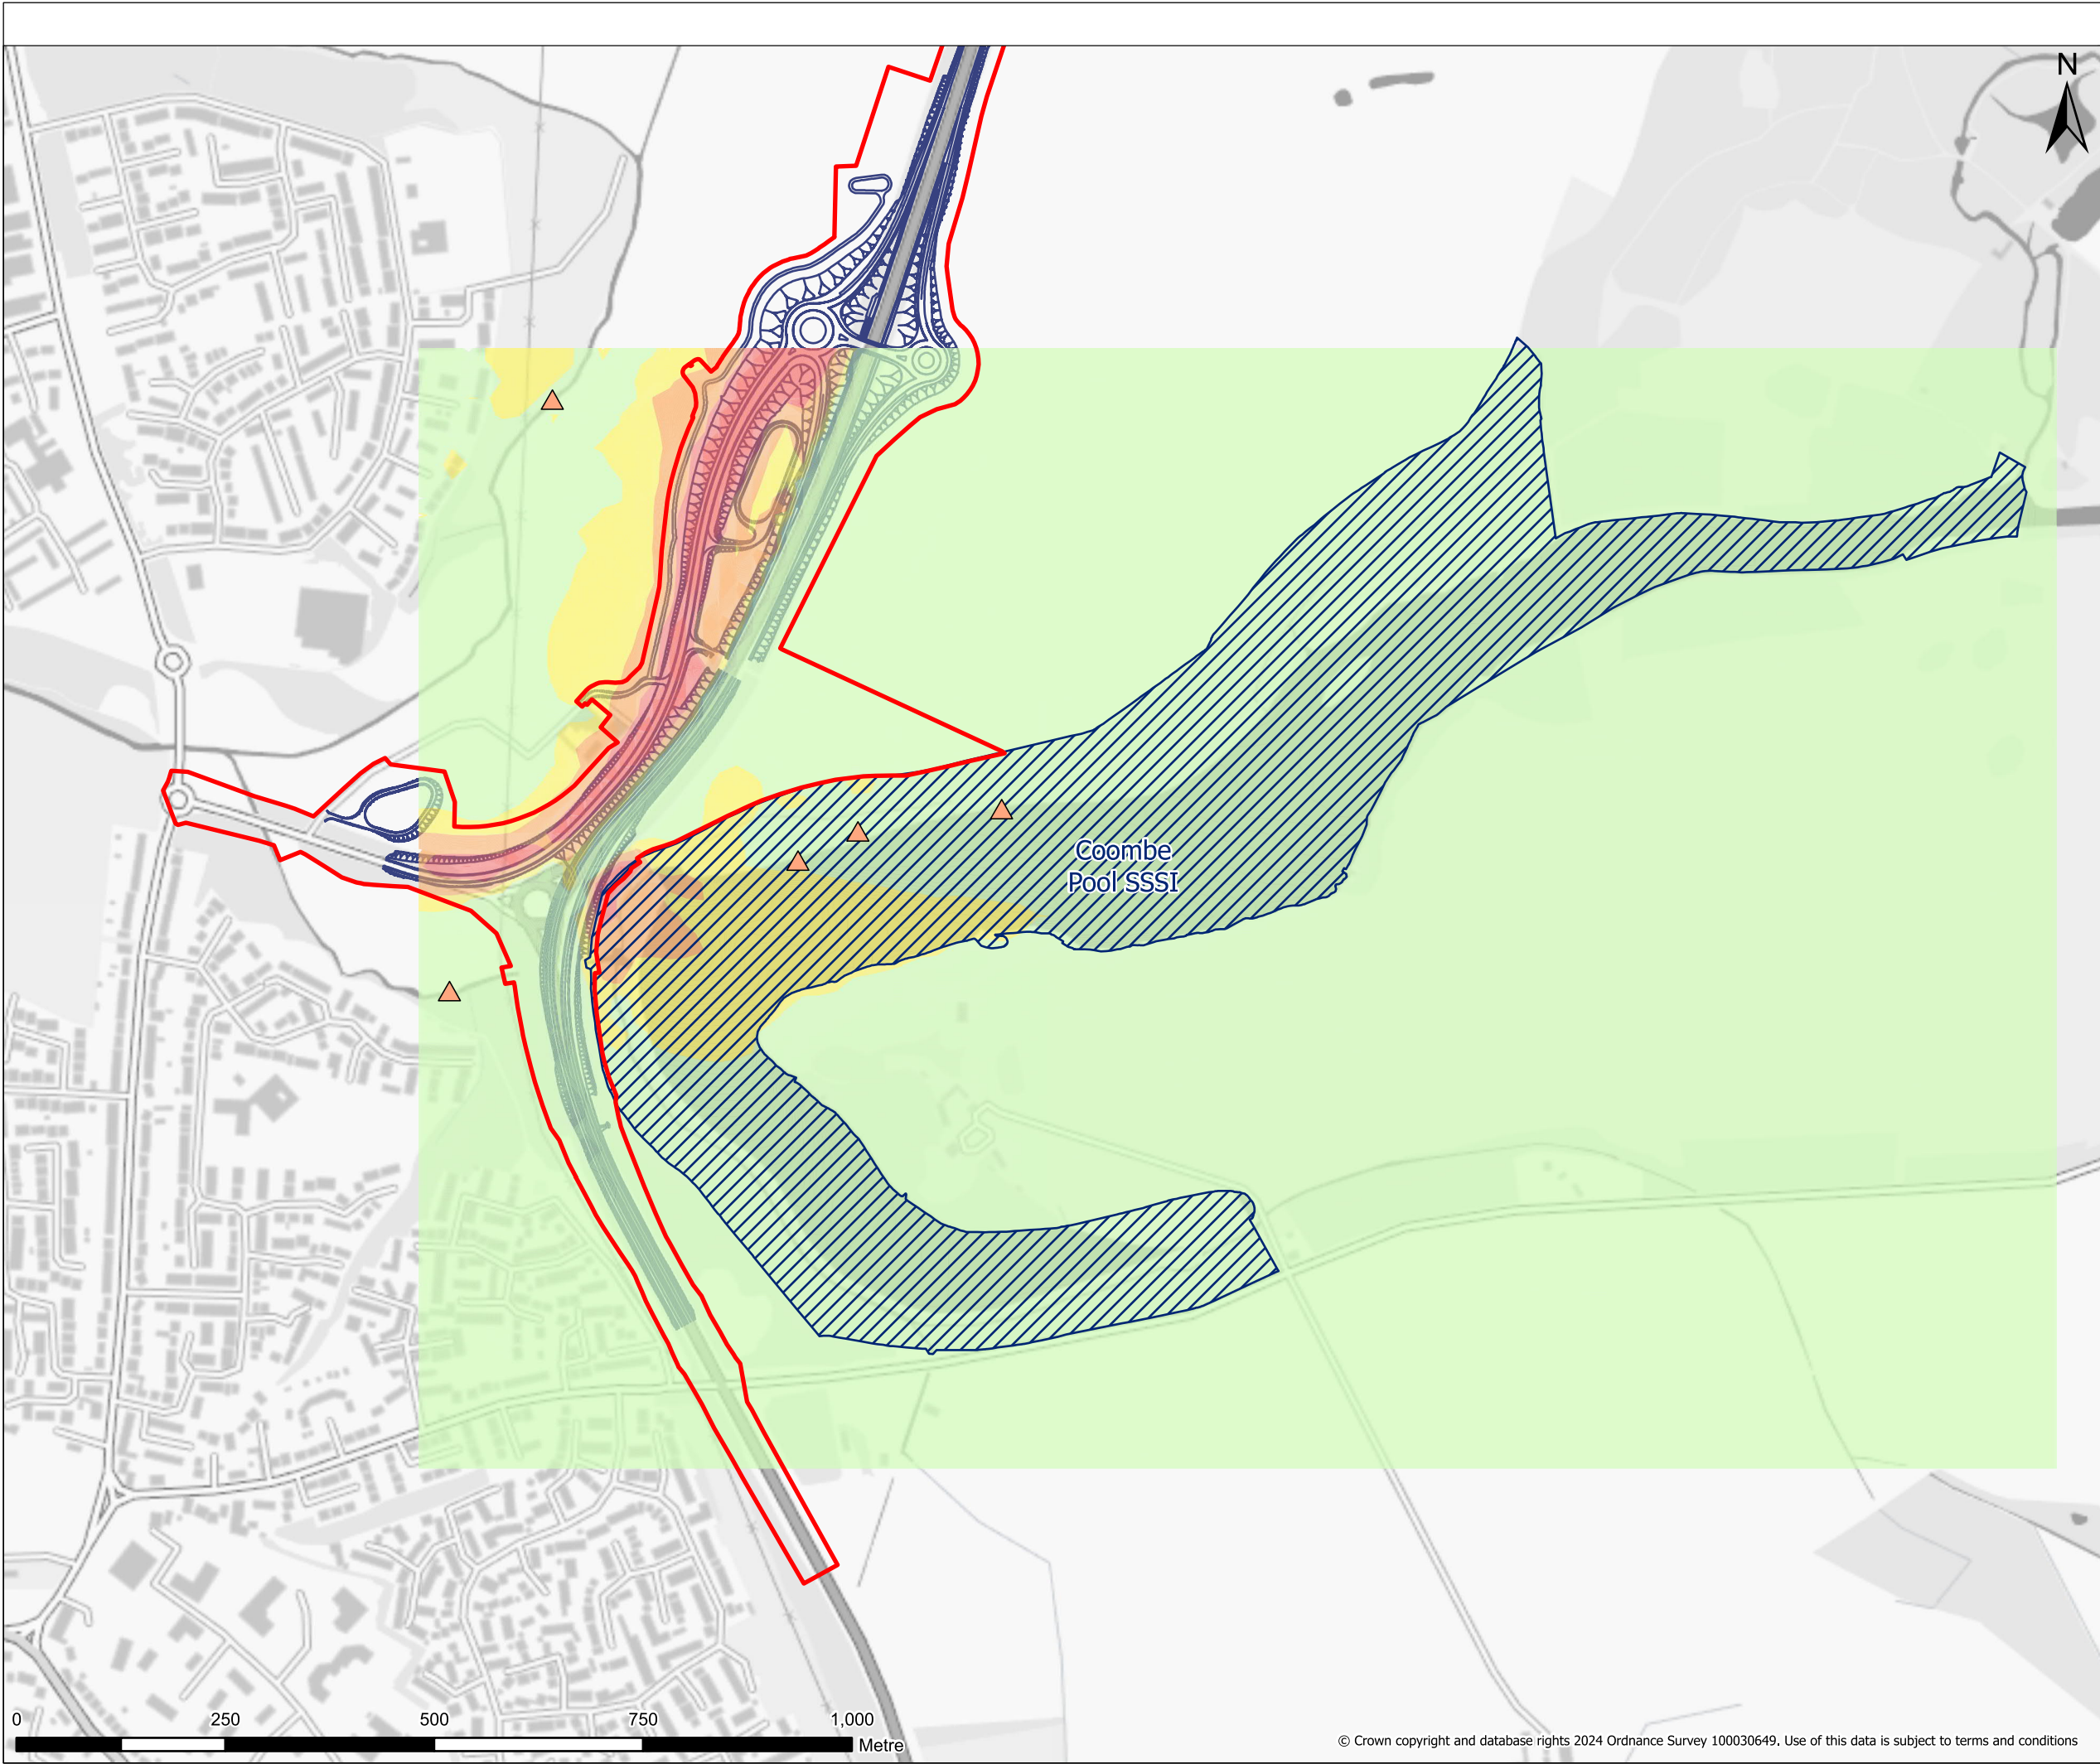 N
Coombe
Pool SSSI
0 250 500 750 1,000
Metre
© Crown copyright and database rights 2024 Ordnance Survey 100030649. Use of this data is subject to terms and conditions